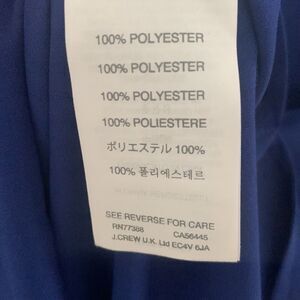 100% POLYESTER
100% POLYESTER
100% POLYESTER
100% POLIESTERE
ポリエステル 100%
100% 폴리에스테르
SEE REVERSE FOR CARE
RN77388 CA56445
J.CREW U.K. Ltd EC4V 6JA